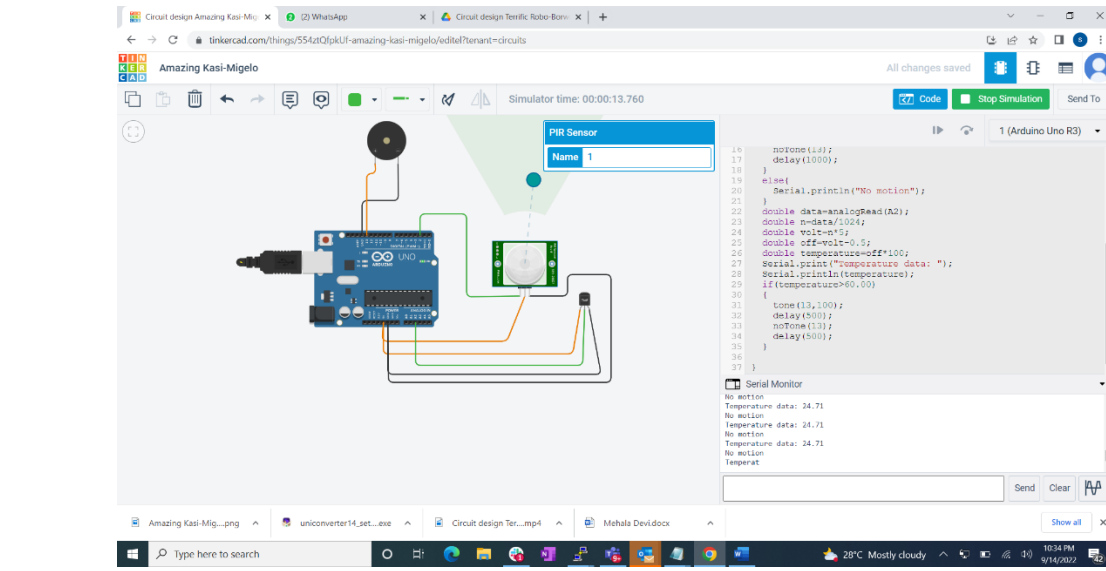 Circuit design Amazing Kasi-Mig
(2) WhatsApp
Circuit design Terrific Robo-Borw
tinkercad.com/things/554ztQfpkUf-amazing-kasi-migelo/editel?tenant=circuits
TIN
KER
CAD
Amazing Kasi-Migelo
All changes saved
Simulator time: 00:00:13.760
Code
Stop Simulation
Send To
PIR Sensor
Name 1
1 (Arduino Uno R3)
16 noTone(13);
17 delay(1000);
18 }
19 else{
20 Serial.println("No motion");
21 }
22 double data=analogRead(A2);
23 double n=data/1024;
24 double volt=n*5;
25 double off=volt-0.5;
26 double temperature=off*100;
27 Serial.print("Temperature data: ");
28 Serial.println(temperature);
29 if(temperature>60.00)
30 {
31 tone(13,100);
32 delay(500);
33 noTone(13);
34 delay(500);
35 }
36
37 }
UNO
ARDUINO
Serial Monitor
No motion
Temperature data: 24.71
No motion
Temperature data: 24.71
No motion
Temperature data: 24.71
No motion
Temperat
Send
Clear
Amazing Kasi-Mig....png
uniconverter14_set....exe
Circuit design Ter....mp4
Mehala Devi.docx
Show all
Type here to search
28°C Mostly cloudy
10:34 PM
9/14/2022
42